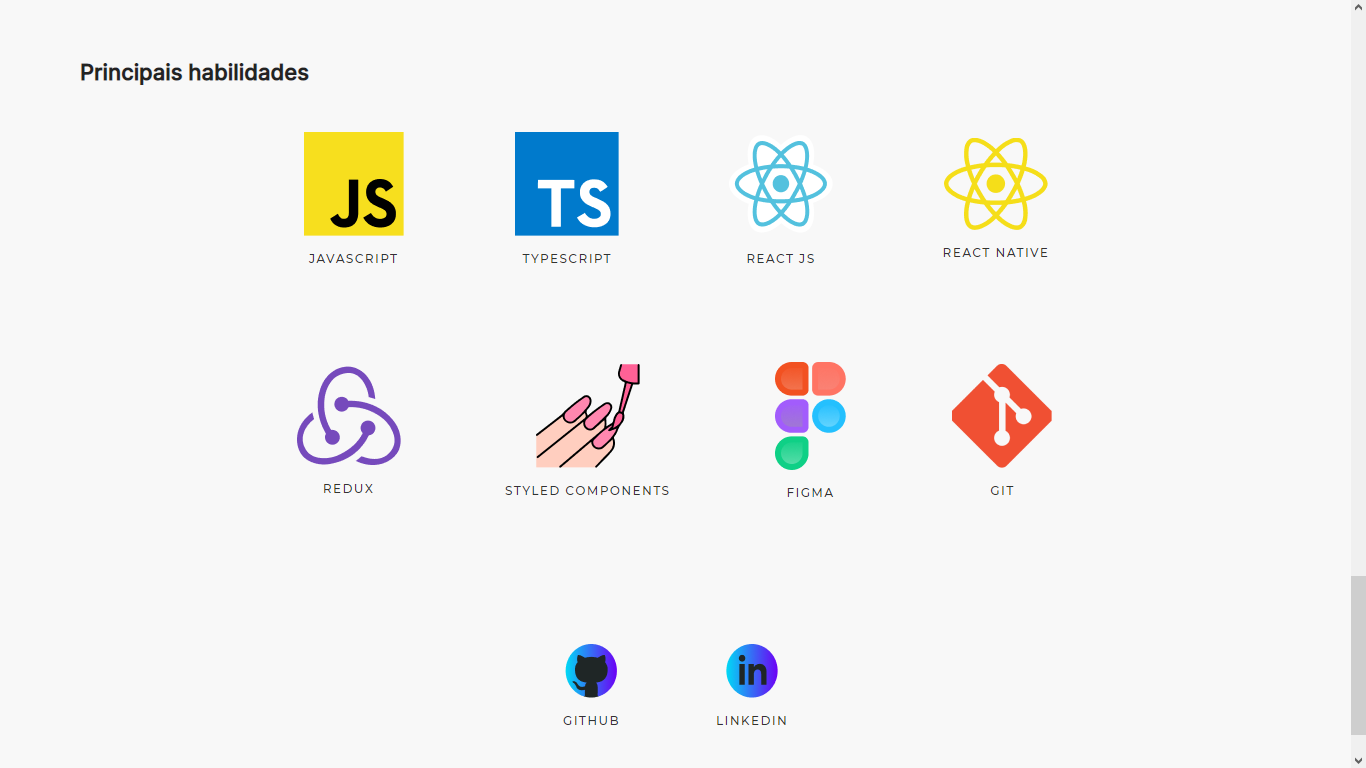 Principais habilidades
JS
TS
JAVASCRIPT
TYPESCRIPT
REACT JS
REACT NATIVE
REDUX
STYLED COMPONENTS
FIGMA
GIT
in
GITHUB
LINKEDIN